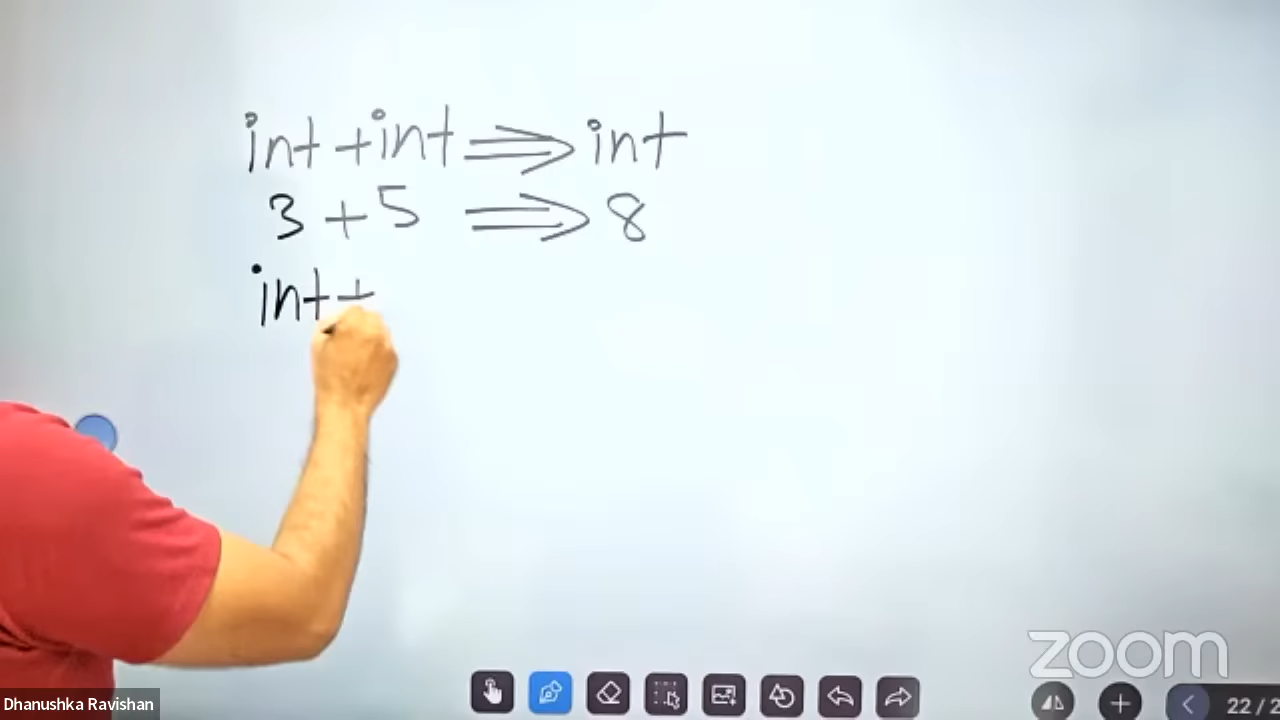 int + int ⇒ int
3 + 5 ⇒ 8
int +
zoom
Dhanushka Ravishan
22/2